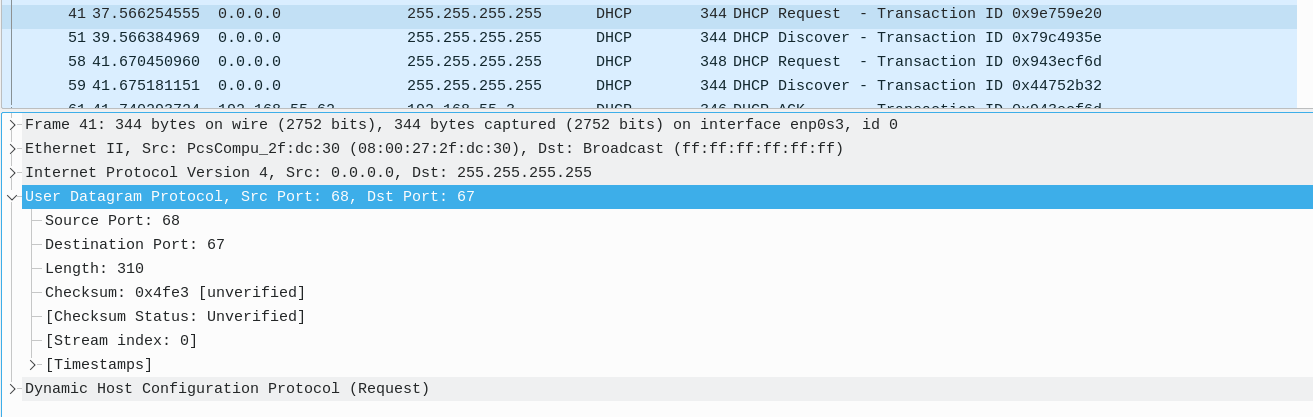 41 37.566254555 0.0.0.0 255.255.255.255 DHCP 344 DHCP Request - Transaction ID 0x9e759e20
51 39.566384969 0.0.0.0 255.255.255.255 DHCP 344 DHCP Discover - Transaction ID 0x79c4935e
58 41.670450960 0.0.0.0 255.255.255.255 DHCP 348 DHCP Request - Transaction ID 0x943ecf6d
59 41.675181151 0.0.0.0 255.255.255.255 DHCP 344 DHCP Discover - Transaction ID 0x44752b32
DHCP ACK - Transaction ID 0x943ecf6d
Frame 41: 344 bytes on wire (2752 bits), 344 bytes captured (2752 bits) on interface enp0s3, id 0
Ethernet II, Src: PcsCompu_2f:dc:30 (08:00:27:2f:dc:30), Dst: Broadcast (ff:ff:ff:ff:ff:ff)
Internet Protocol Version 4, Src: 0.0.0.0, Dst: 255.255.255.255
User Datagram Protocol, Src Port: 68, Dst Port: 67
Source Port: 68
Destination Port: 67
Length: 310
Checksum: 0x4fe3 [unverified]
[Checksum Status: Unverified]
[Stream index: 0]
[Timestamps]
Dynamic Host Configuration Protocol (Request)